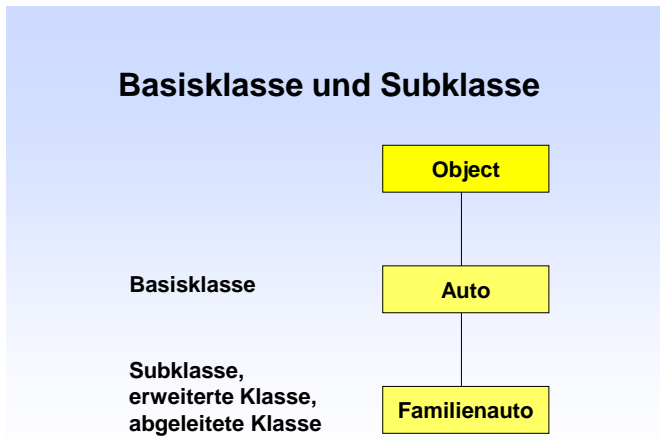 Basisklasse und Subklasse
Object
Basisklasse
Auto
Subklasse,
erweiterte Klasse,
abgeleitete Klasse
Familienauto